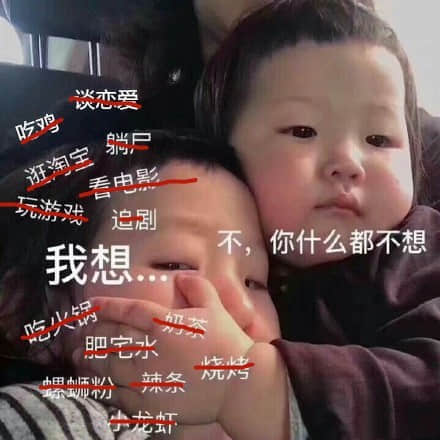 谈恋爱
吃鸡
躺尸
逛淘宝
看电影
玩游戏
追剧
我想...
不，你什么都不想
吃火锅
奶茶
肥宅水
烧烤
螺蛳粉
辣条
小龙虾